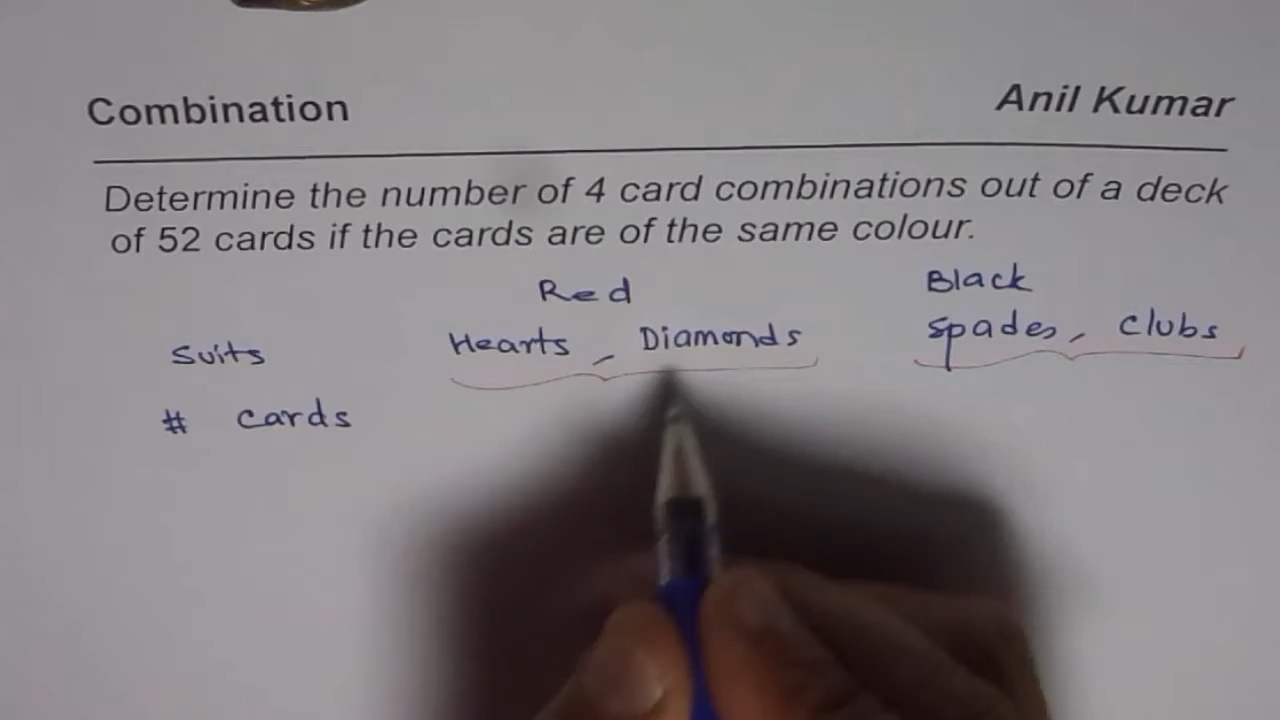 Combination Anil Kumar
Determine the number of 4 card combinations out of a deck
of 52 cards if the cards are of the same colour.
Red Black
Suits Hearts, Diamonds Spades, Clubs
# Cards